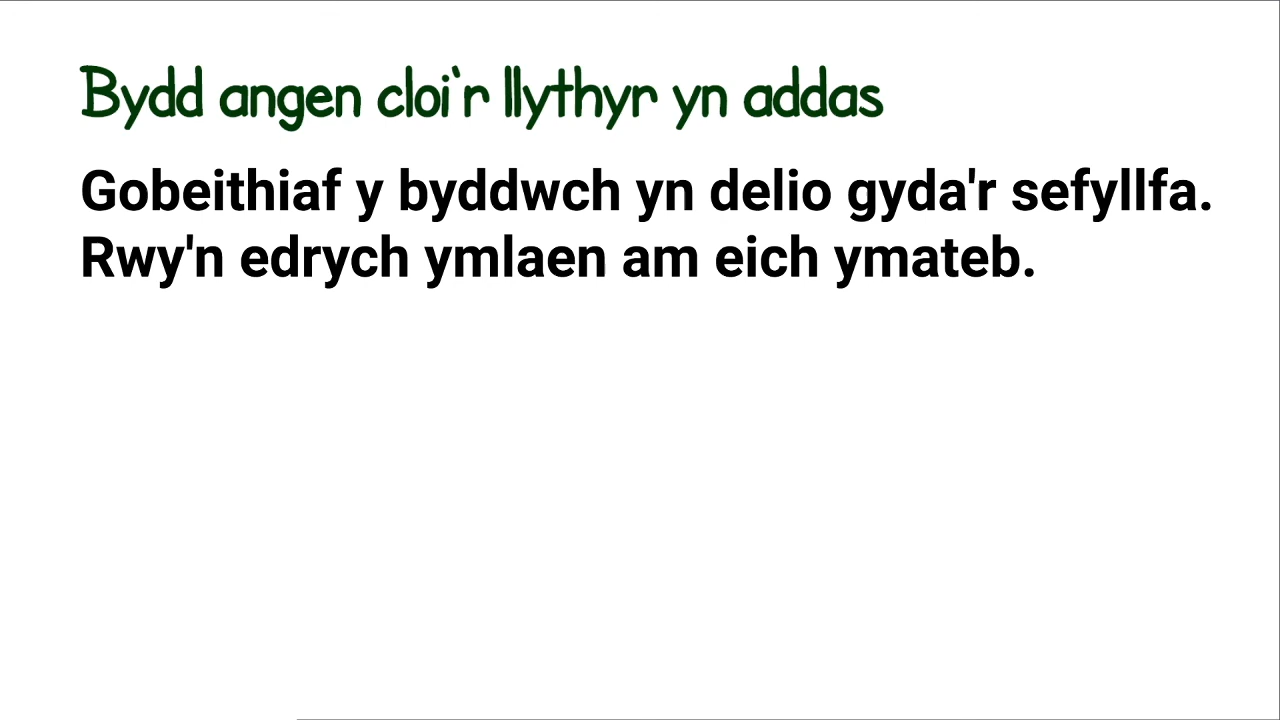 Bydd angen cloi'r llythyr yn addas
Gobeithiaf y byddwch yn delio gyda'r sefyllfa.
Rwy'n edrych ymlaen am eich ymateb.